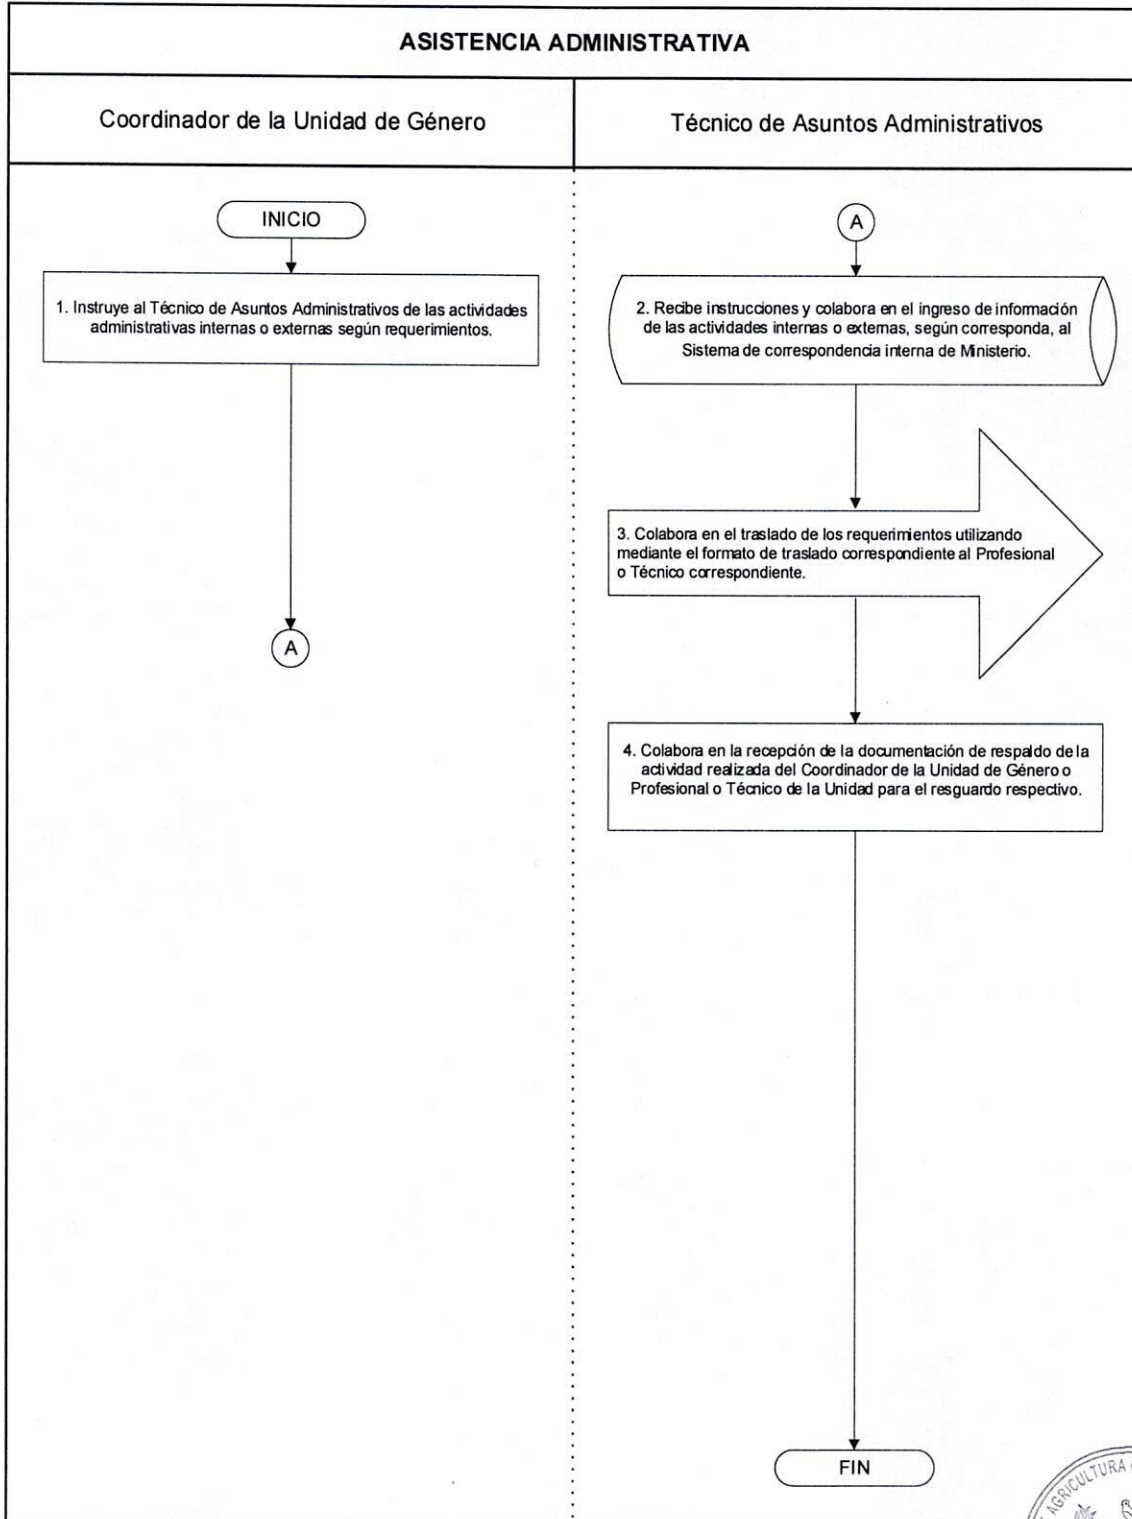 ASISTENCIA ADMINISTRATIVA
Coordinador de la Unidad de Género
Técnico de Asuntos Administrativos
INICIO
1. Instruye al Técnico de Asuntos Administrativos de las actividades
administrativas internas o externas según requerimientos.
A
A
2. Recibe instrucciones y colabora en el ingreso de información
de las actividades internas o externas, según corresponda, al
Sistema de correspondencia interna de Ministerio.
3. Colabora en el traslado de los requerimientos utilizando
mediante el formato de traslado correspondiente al Profesional
o Técnico correspondiente.
4. Colabora en la recepción de la documentación de respaldo de la
actividad realizada del Coordinador de la Unidad de Género o
Profesional o Técnico de la Unidad para el resguardo respectivo.
FIN
AGRICULTURA